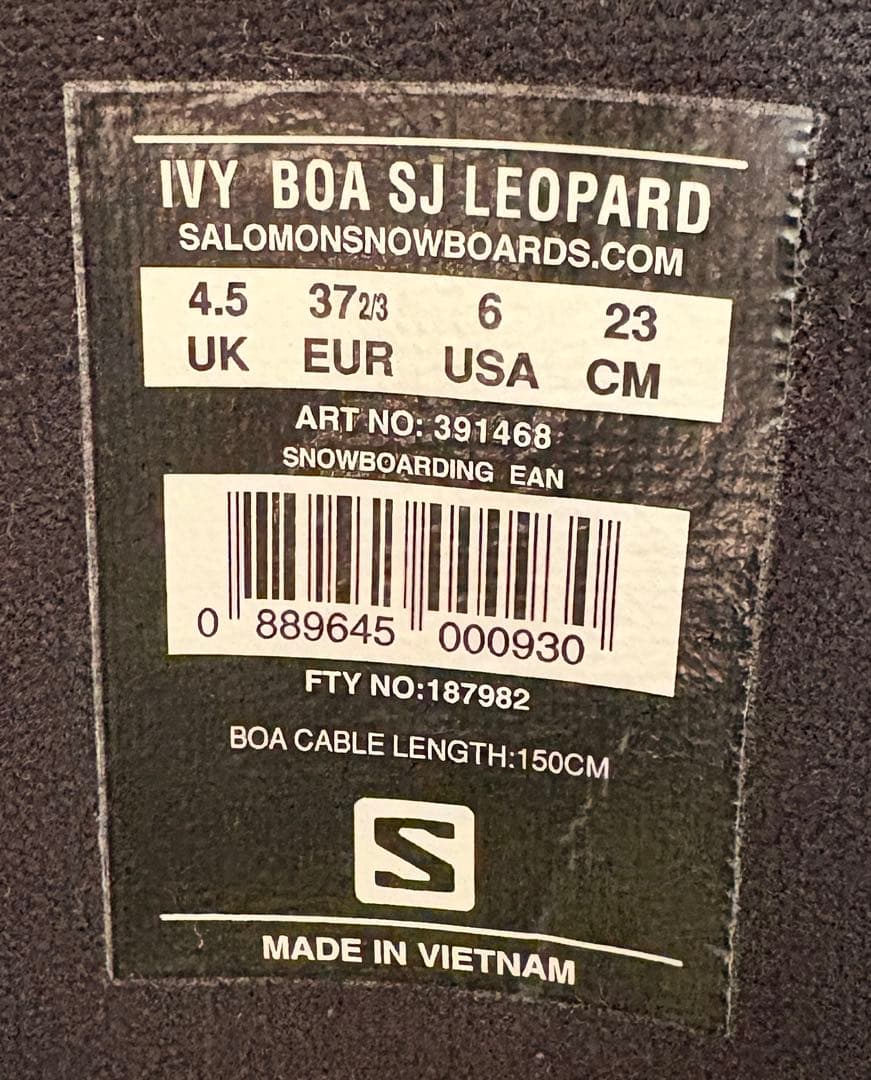 IVY BOA SJ LEOPARD
SALOMONSNOWBOARDS.COM
4.5 37 2/3 6 23
UK EUR USA CM
ART NO: 391468
SNOWBOARDING EAN
0 889645 000930
FTY NO:187982
BOA CABLE LENGTH:150CM
S
MADE IN VIETNAM